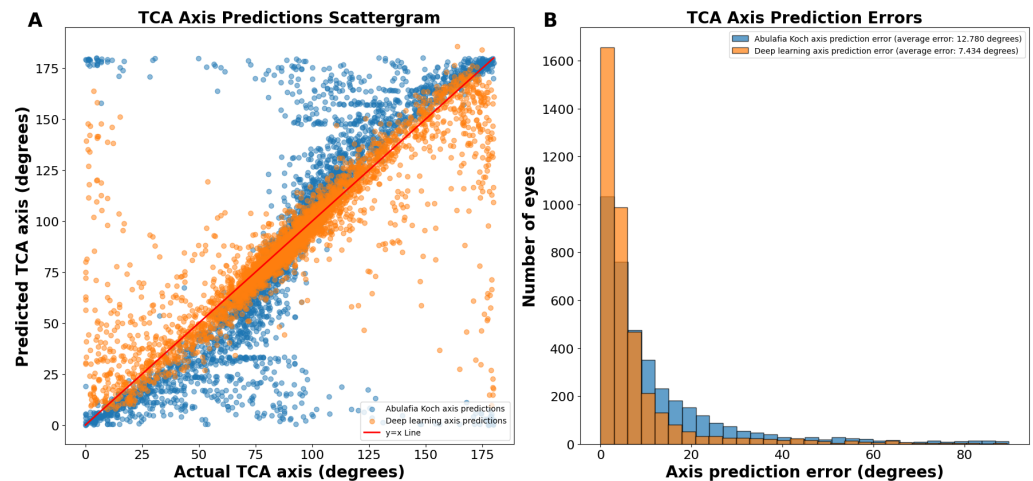 A
TCA Axis Predictions Scattergram
Predicted TCA axis (degrees)
175
150
125
100
75
50
25
0
0
25
50
75
100
125
150
175
Actual TCA axis (degrees)
Abulafia Koch axis predictions
Deep learning axis predictions
y=x Line
B
TCA Axis Prediction Errors
Abulafia Koch axis prediction error (average error: 12.780 degrees)
Deep learning axis prediction error (average error: 7.434 degrees)
Number of eyes
1600
1400
1200
1000
800
600
400
200
0
0
20
40
60
80
Axis prediction error (degrees)